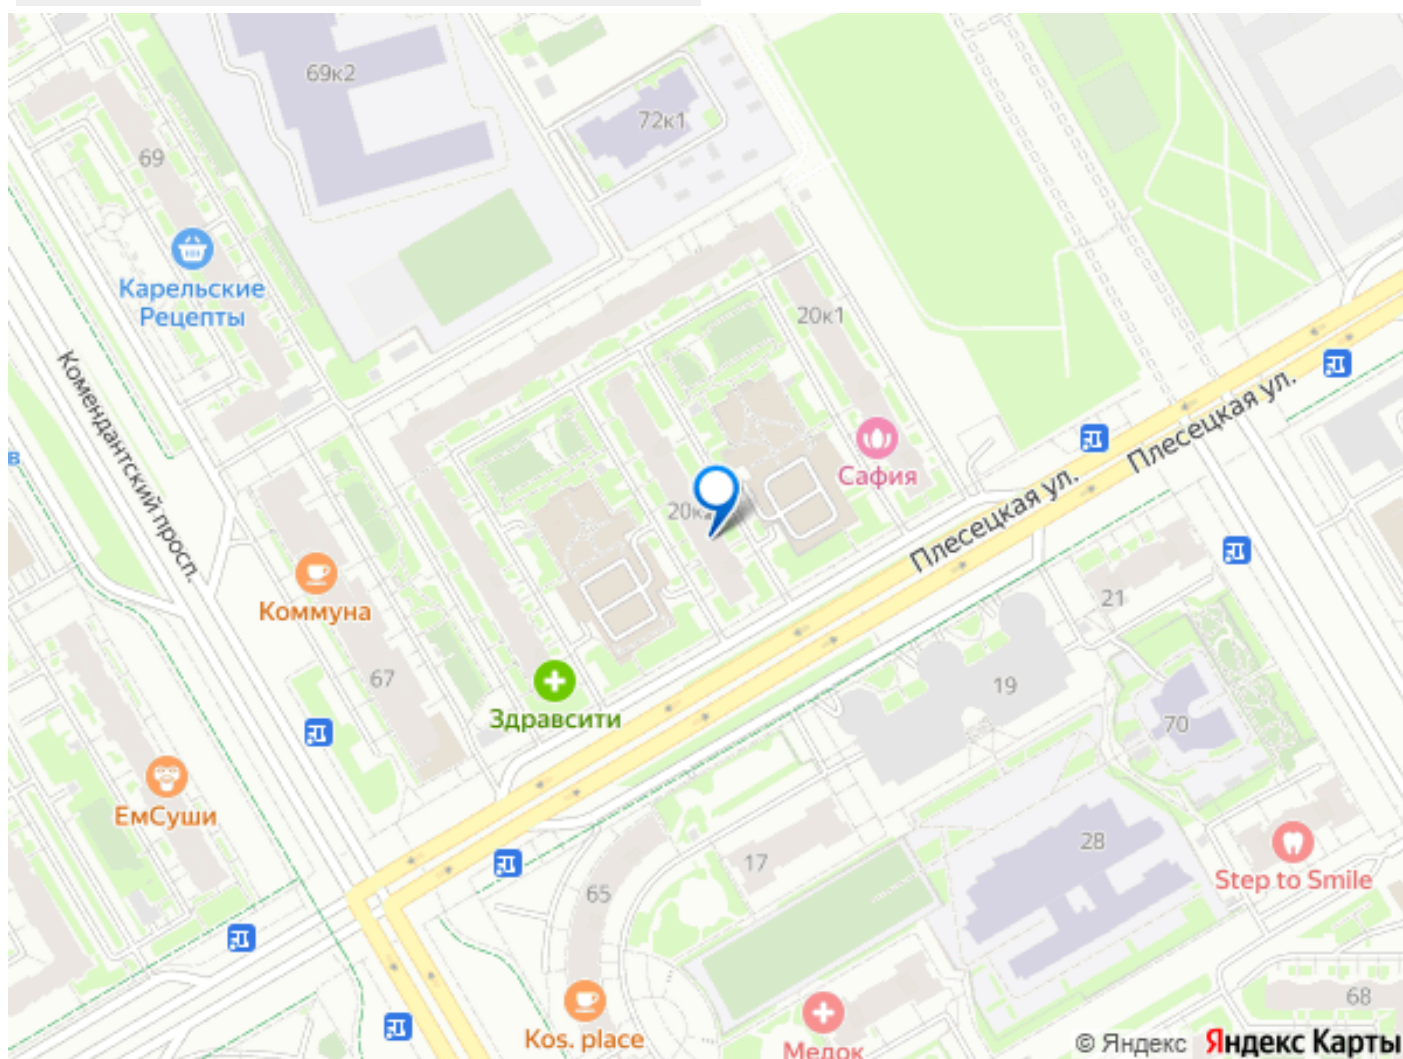 69к2
72к1
69
Карельские
Рецепты
20к1
Комендантский просп.
в
Сафия
Плесецкая ул.
Плесецкая ул.
20к
Коммуна
21
67
19
Здравсити
70
ЕмСуши
28
17
65
Step to Smile
68
Kos. place
Медок
© Яндекс
Яндекс Карты